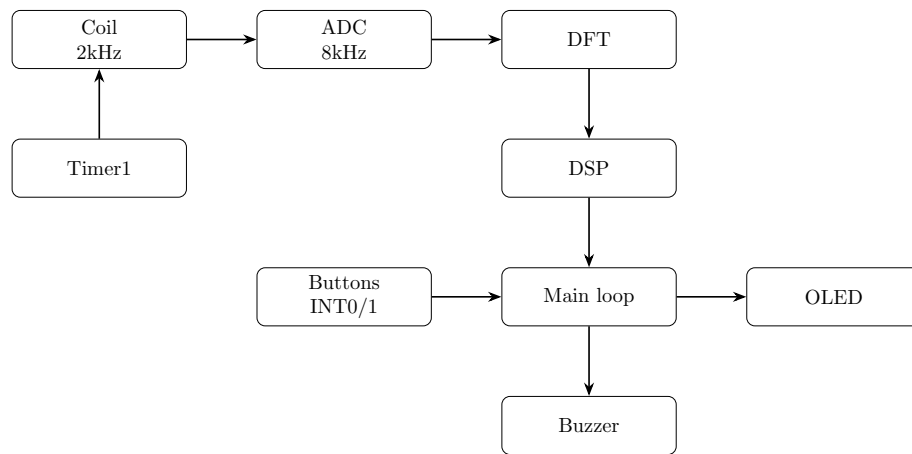 Coil
2kHz
ADC
8kHz
DFT
Timer1
DSP
Buttons
INT0/1
Main loop
OLED
Buzzer